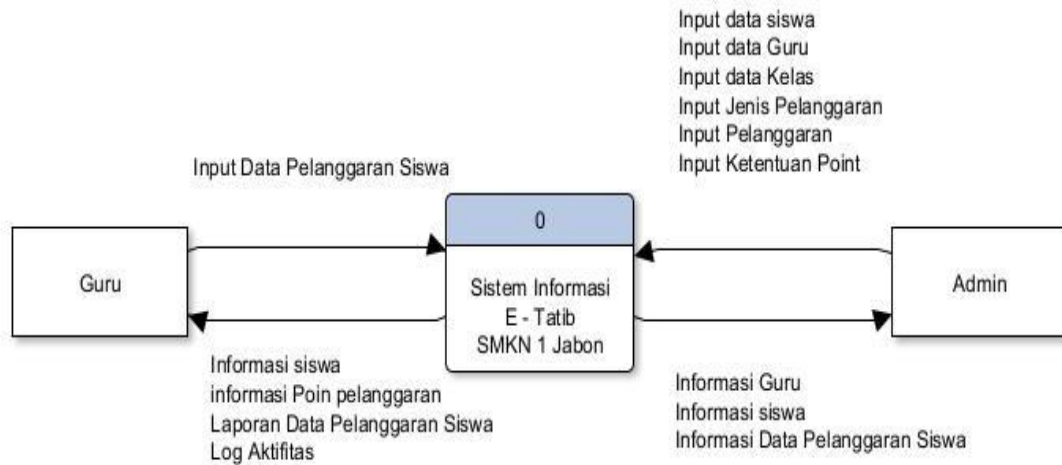 Input data siswa
Input data Guru
Input data Kelas
Input Jenis Pelanggaran
Input Pelanggaran
Input Ketentuan Point
Input Data Pelanggaran Siswa
0
Guru
Sistem Informasi
E - Tatib
SMKN 1 Jabon
Admin
Informasi siswa
informasi Poin pelanggaran
Laporan Data Pelanggaran Siswa
Log Aktifitas
Informasi Guru
Informasi siswa
Informasi Data Pelanggaran Siswa